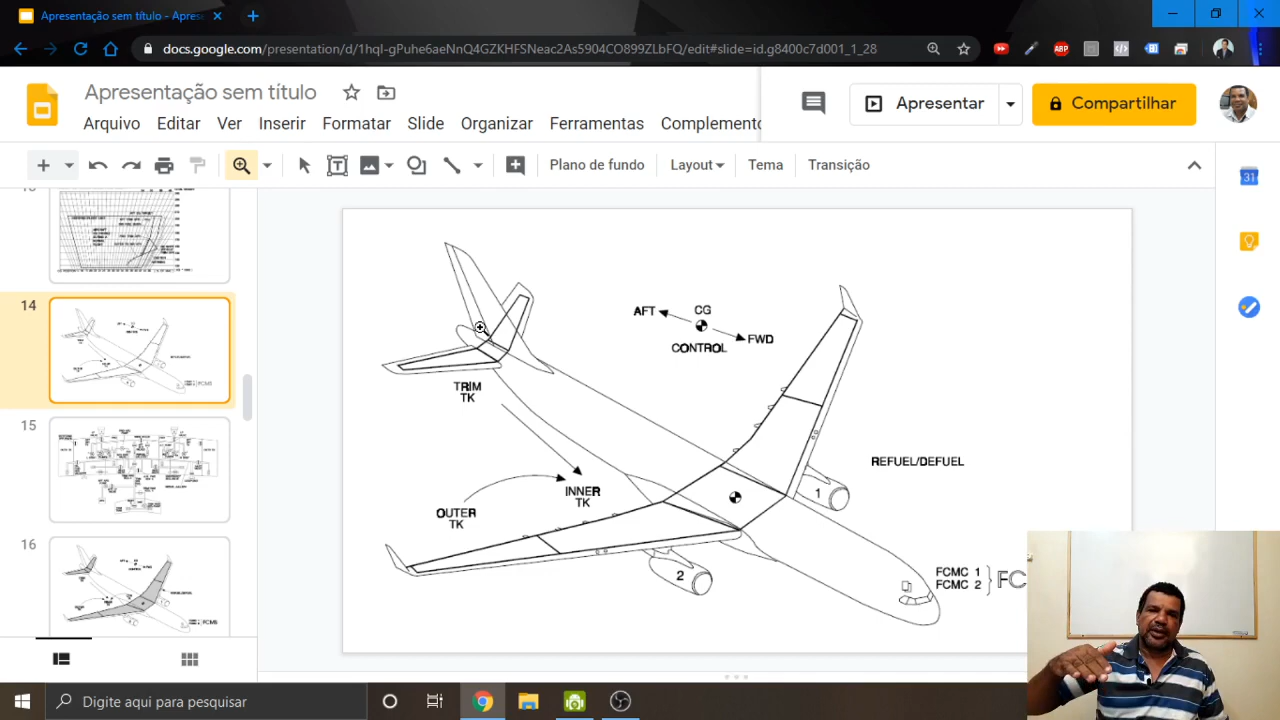 Apresentação sem título - Apres
docs.google.com/presentation/d/1hqI-gPuhe6aeNnQ4GZKHFSNeac2As5904CO899ZLbFQ/edit#slide=id.g8400c7d001_1_28
ABP
Apresentação sem título
Arquivo Editar Ver Inserir Formatar Slide Organizar Ferramentas Complemento
Apresentar
Compartilhar
Plano de fundo Layout Tema Transição
31
14
15
16
AFT CG FWD
CONTROL
TRIM
TK
INNER
TK
OUTER
TK
REFUEL/DEFUEL
1
2
FCMC 1
FCMC 2
FC
Digite aqui para pesquisar